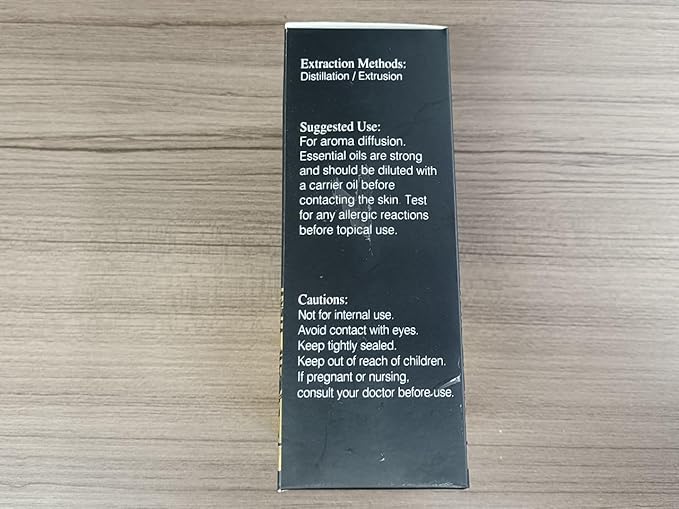 Extraction Methods:
Distillation / Extrusion
Suggested Use:
For aroma diffusion.
Essential oils are strong
and should be diluted with
a carrier oil before
contacting the skin. Test
for any allergic reactions
before topical use.
Cautions:
Not for internal use.
Avoid contact with eyes.
Keep tightly sealed.
Keep out of reach of children.
If pregnant or nursing,
consult your doctor before use.